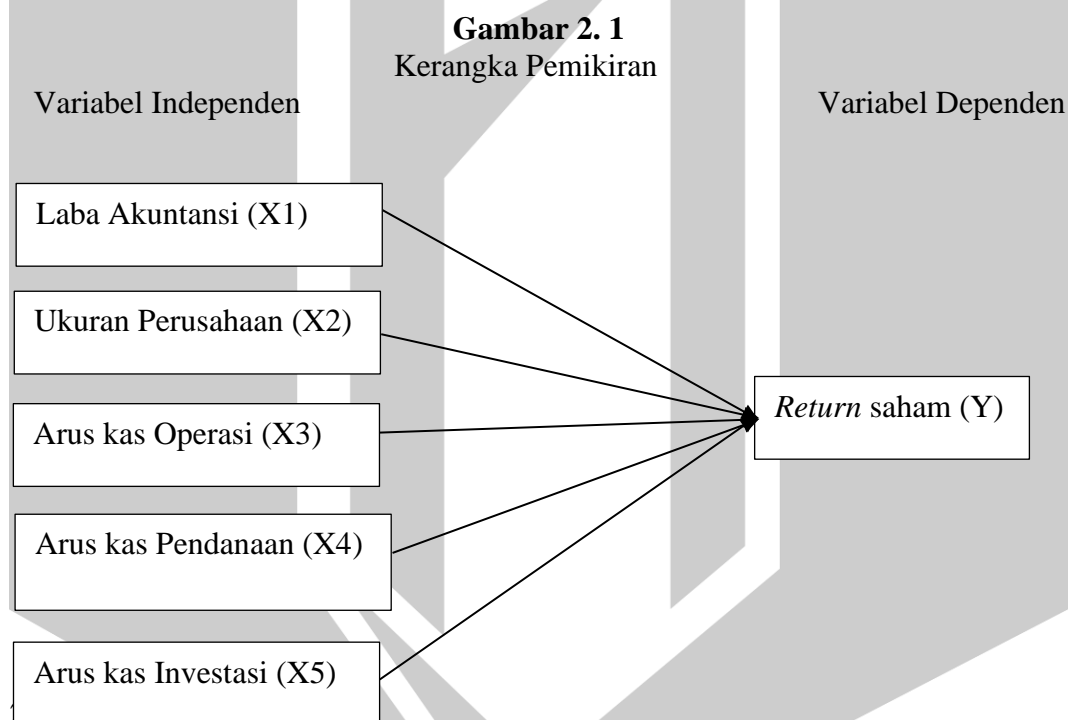 Gambar 2. 1
Kerangka Pemikiran
Variabel Independen
Variabel Dependen
Laba Akuntansi (X1)
Ukuran Perusahaan (X2)
Return saham (Y)
Arus kas Operasi (X3)
Arus kas Pendanaan (X4)
Arus kas Investasi (X5)